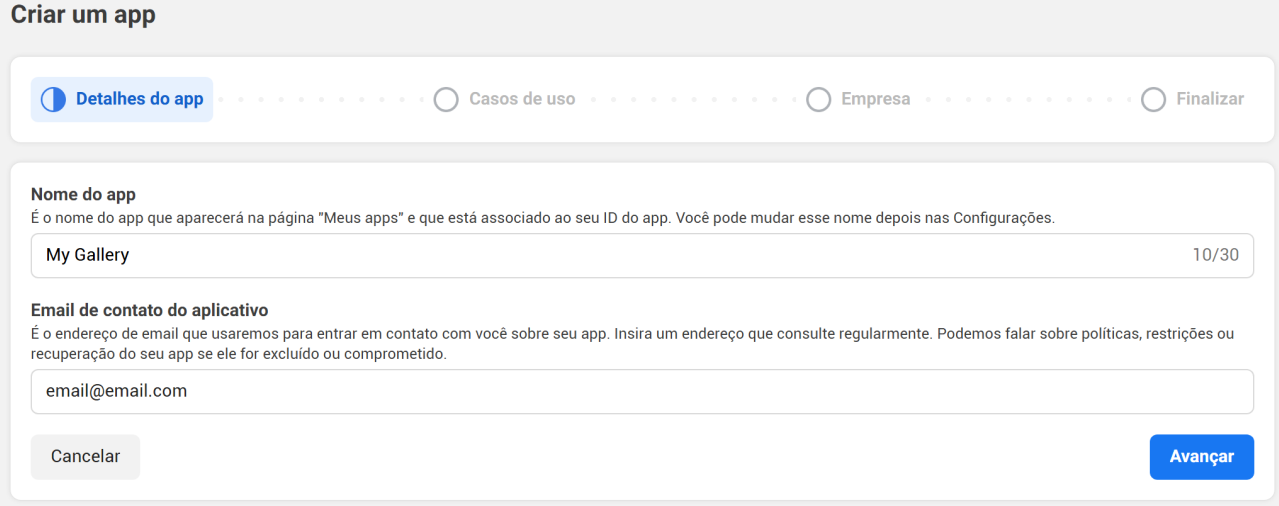 Criar um app
Detalhes do app
Casos de uso
Empresa
Finalizar
Nome do app
É o nome do app que aparecerá na página "Meus apps" e que está associado ao seu ID do app. Você pode mudar esse nome depois nas Configurações.
My Gallery
10/30
Email de contato do aplicativo
É o endereço de email que usaremos para entrar em contato com você sobre seu app. Insira um endereço que consulte regularmente. Podemos falar sobre políticas, restrições ou
recuperação do seu app se ele for excluído ou comprometido.
email@email.com
Cancelar
Avançar